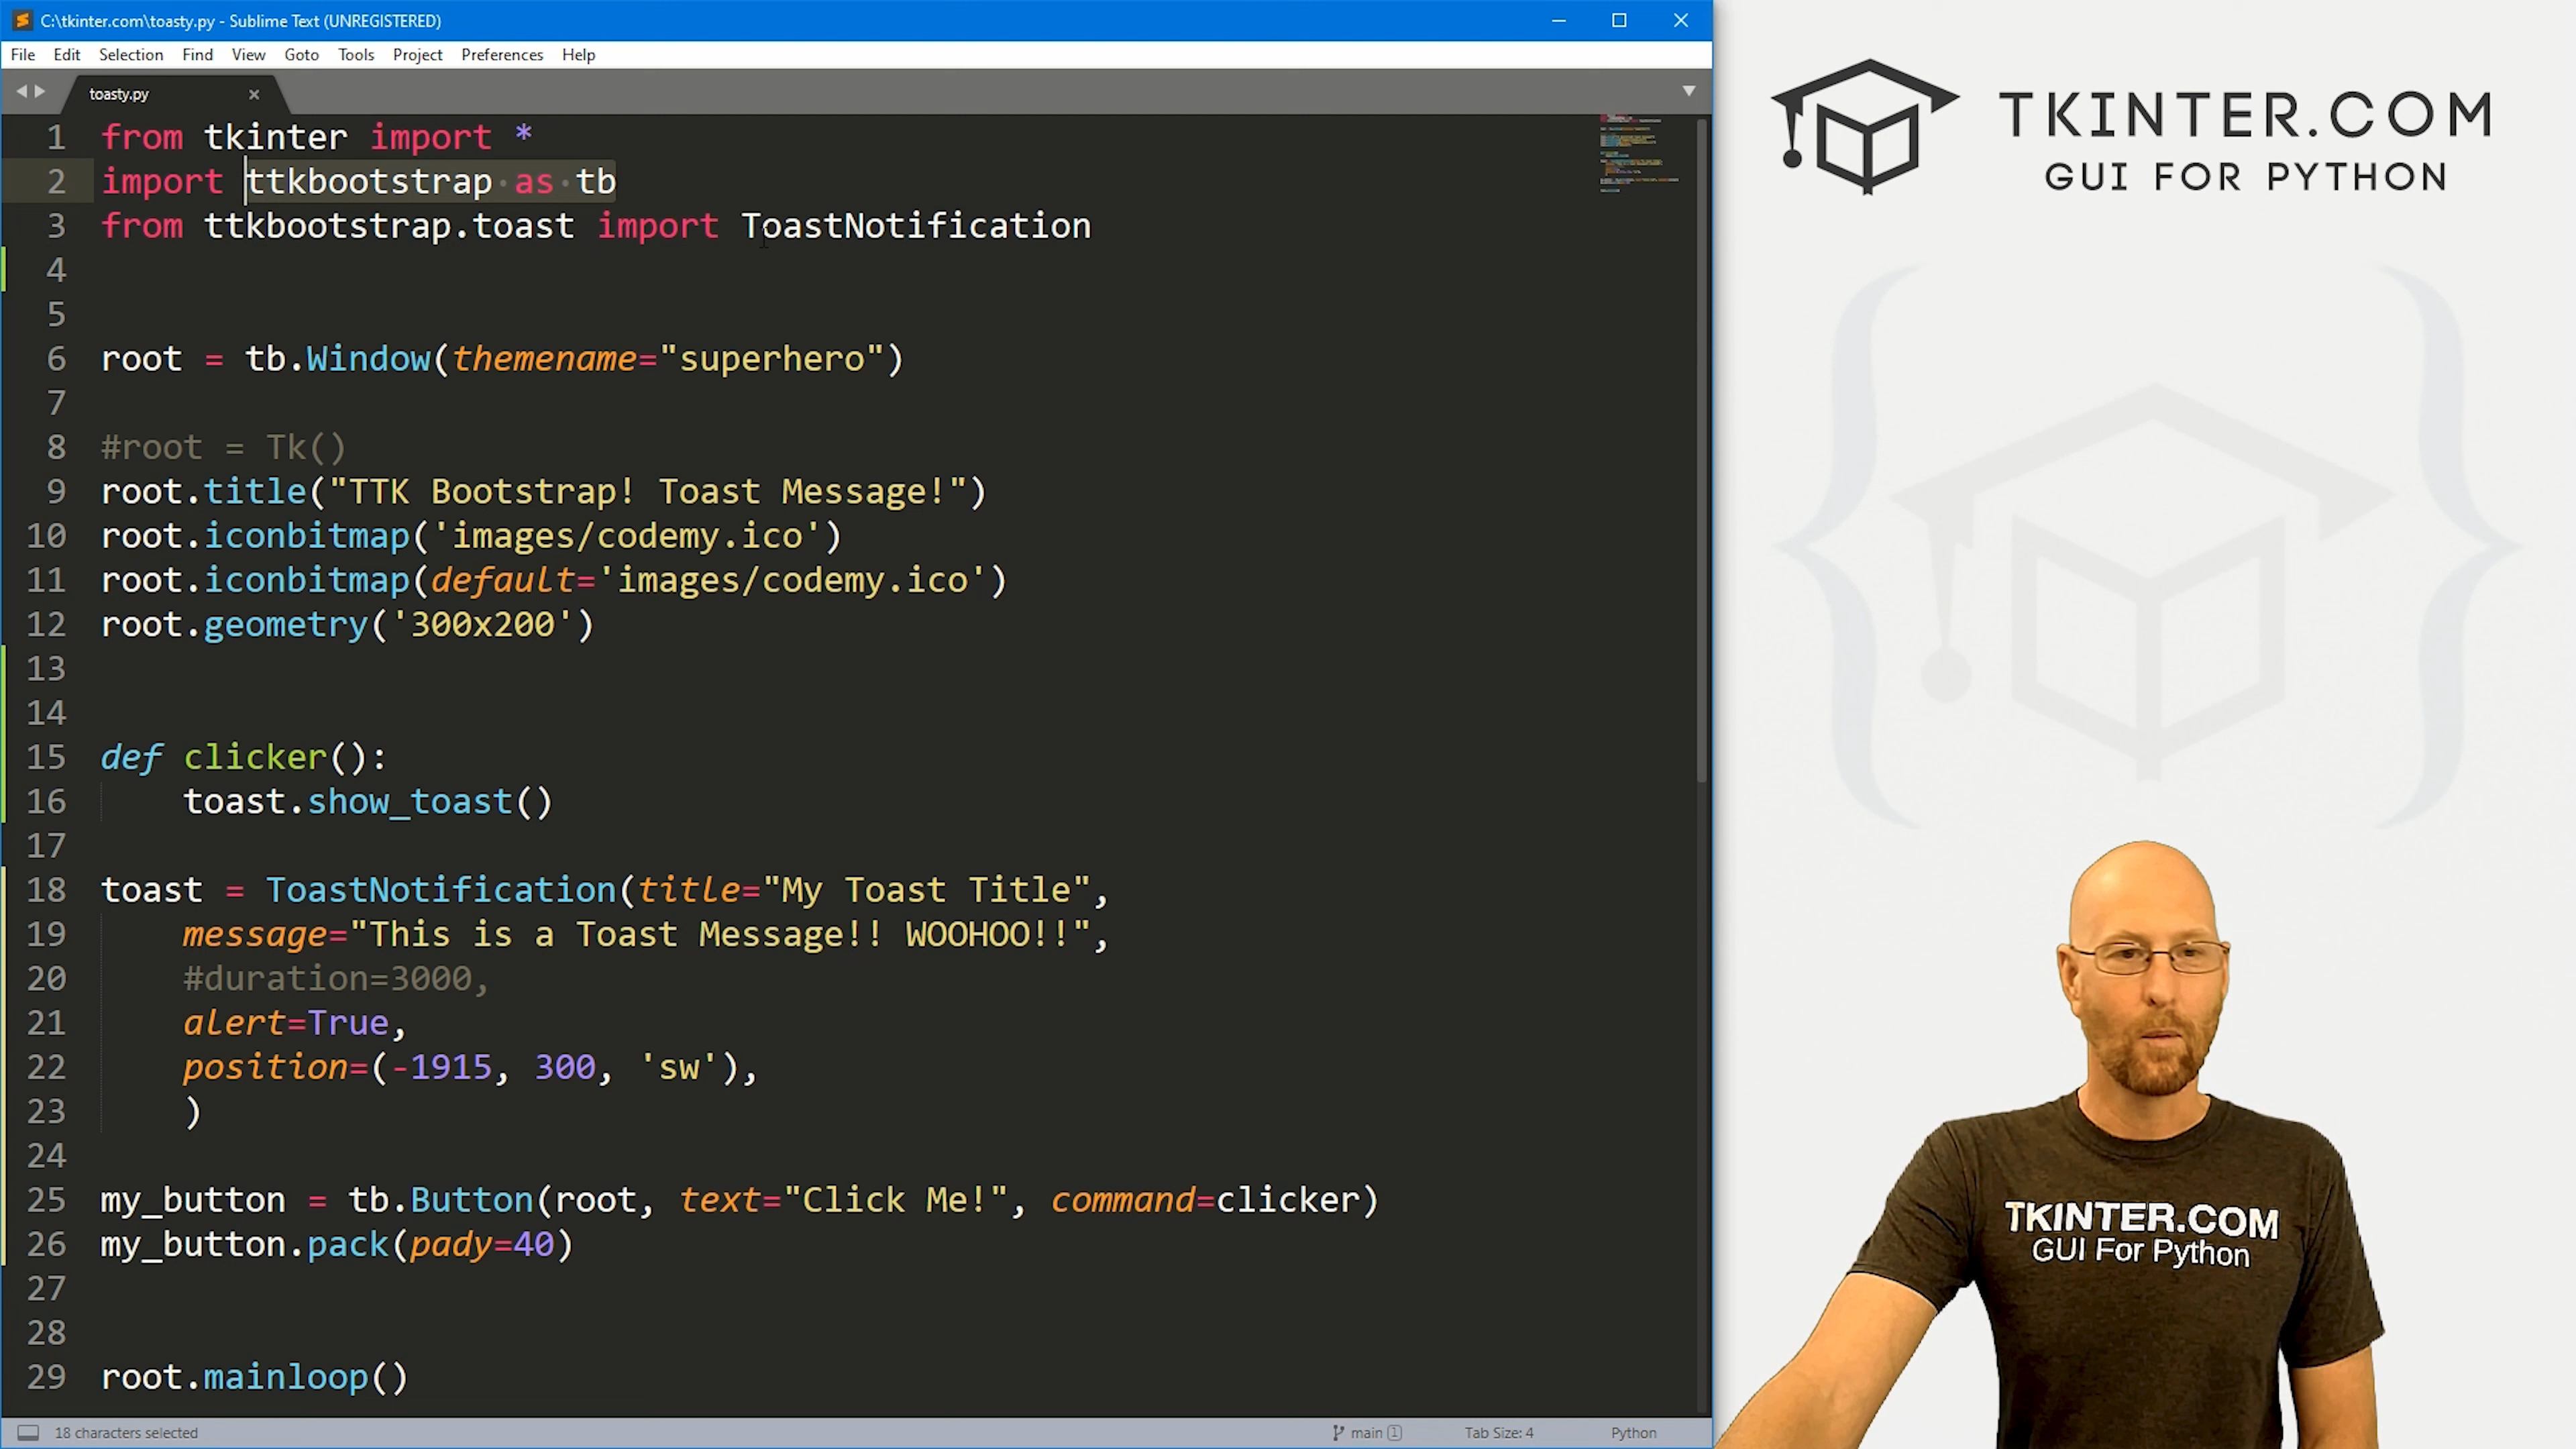 C:\tkinter.com\toasty.py - Sublime Text (UNREGISTERED)
File Edit Selection Find View Goto Tools Project Preferences Help
toasty.py
1 from tkinter import *
2 import ttkbootstrap as tb
3 from ttkbootstrap.toast import ToastNotification
4
5
6 root = tb.Window(themename="superhero")
7
8 #root = Tk()
9 root.title("TTK Bootstrap! Toast Message!")
10 root.iconbitmap('images/codemy.ico')
11 root.iconbitmap(default='images/codemy.ico')
12 root.geometry('300x200')
13
14
15 def clicker():
16     toast.show_toast()
17
18 toast = ToastNotification(title="My Toast Title",
19     message="This is a Toast Message!! WOOHOO!!",
20     #duration=3000,
21     alert=True,
22     position=(-1915, 300, 'sw'),
23     )
24
25 my_button = tb.Button(root, text="Click Me!", command=clicker)
26 my_button.pack(pady=40)
27
28
29 root.mainloop()
18 characters selected main 1 Tab Size: 4 Python
TKINTER.COM
GUI FOR PYTHON
TKINTER.COM
GUI For Python